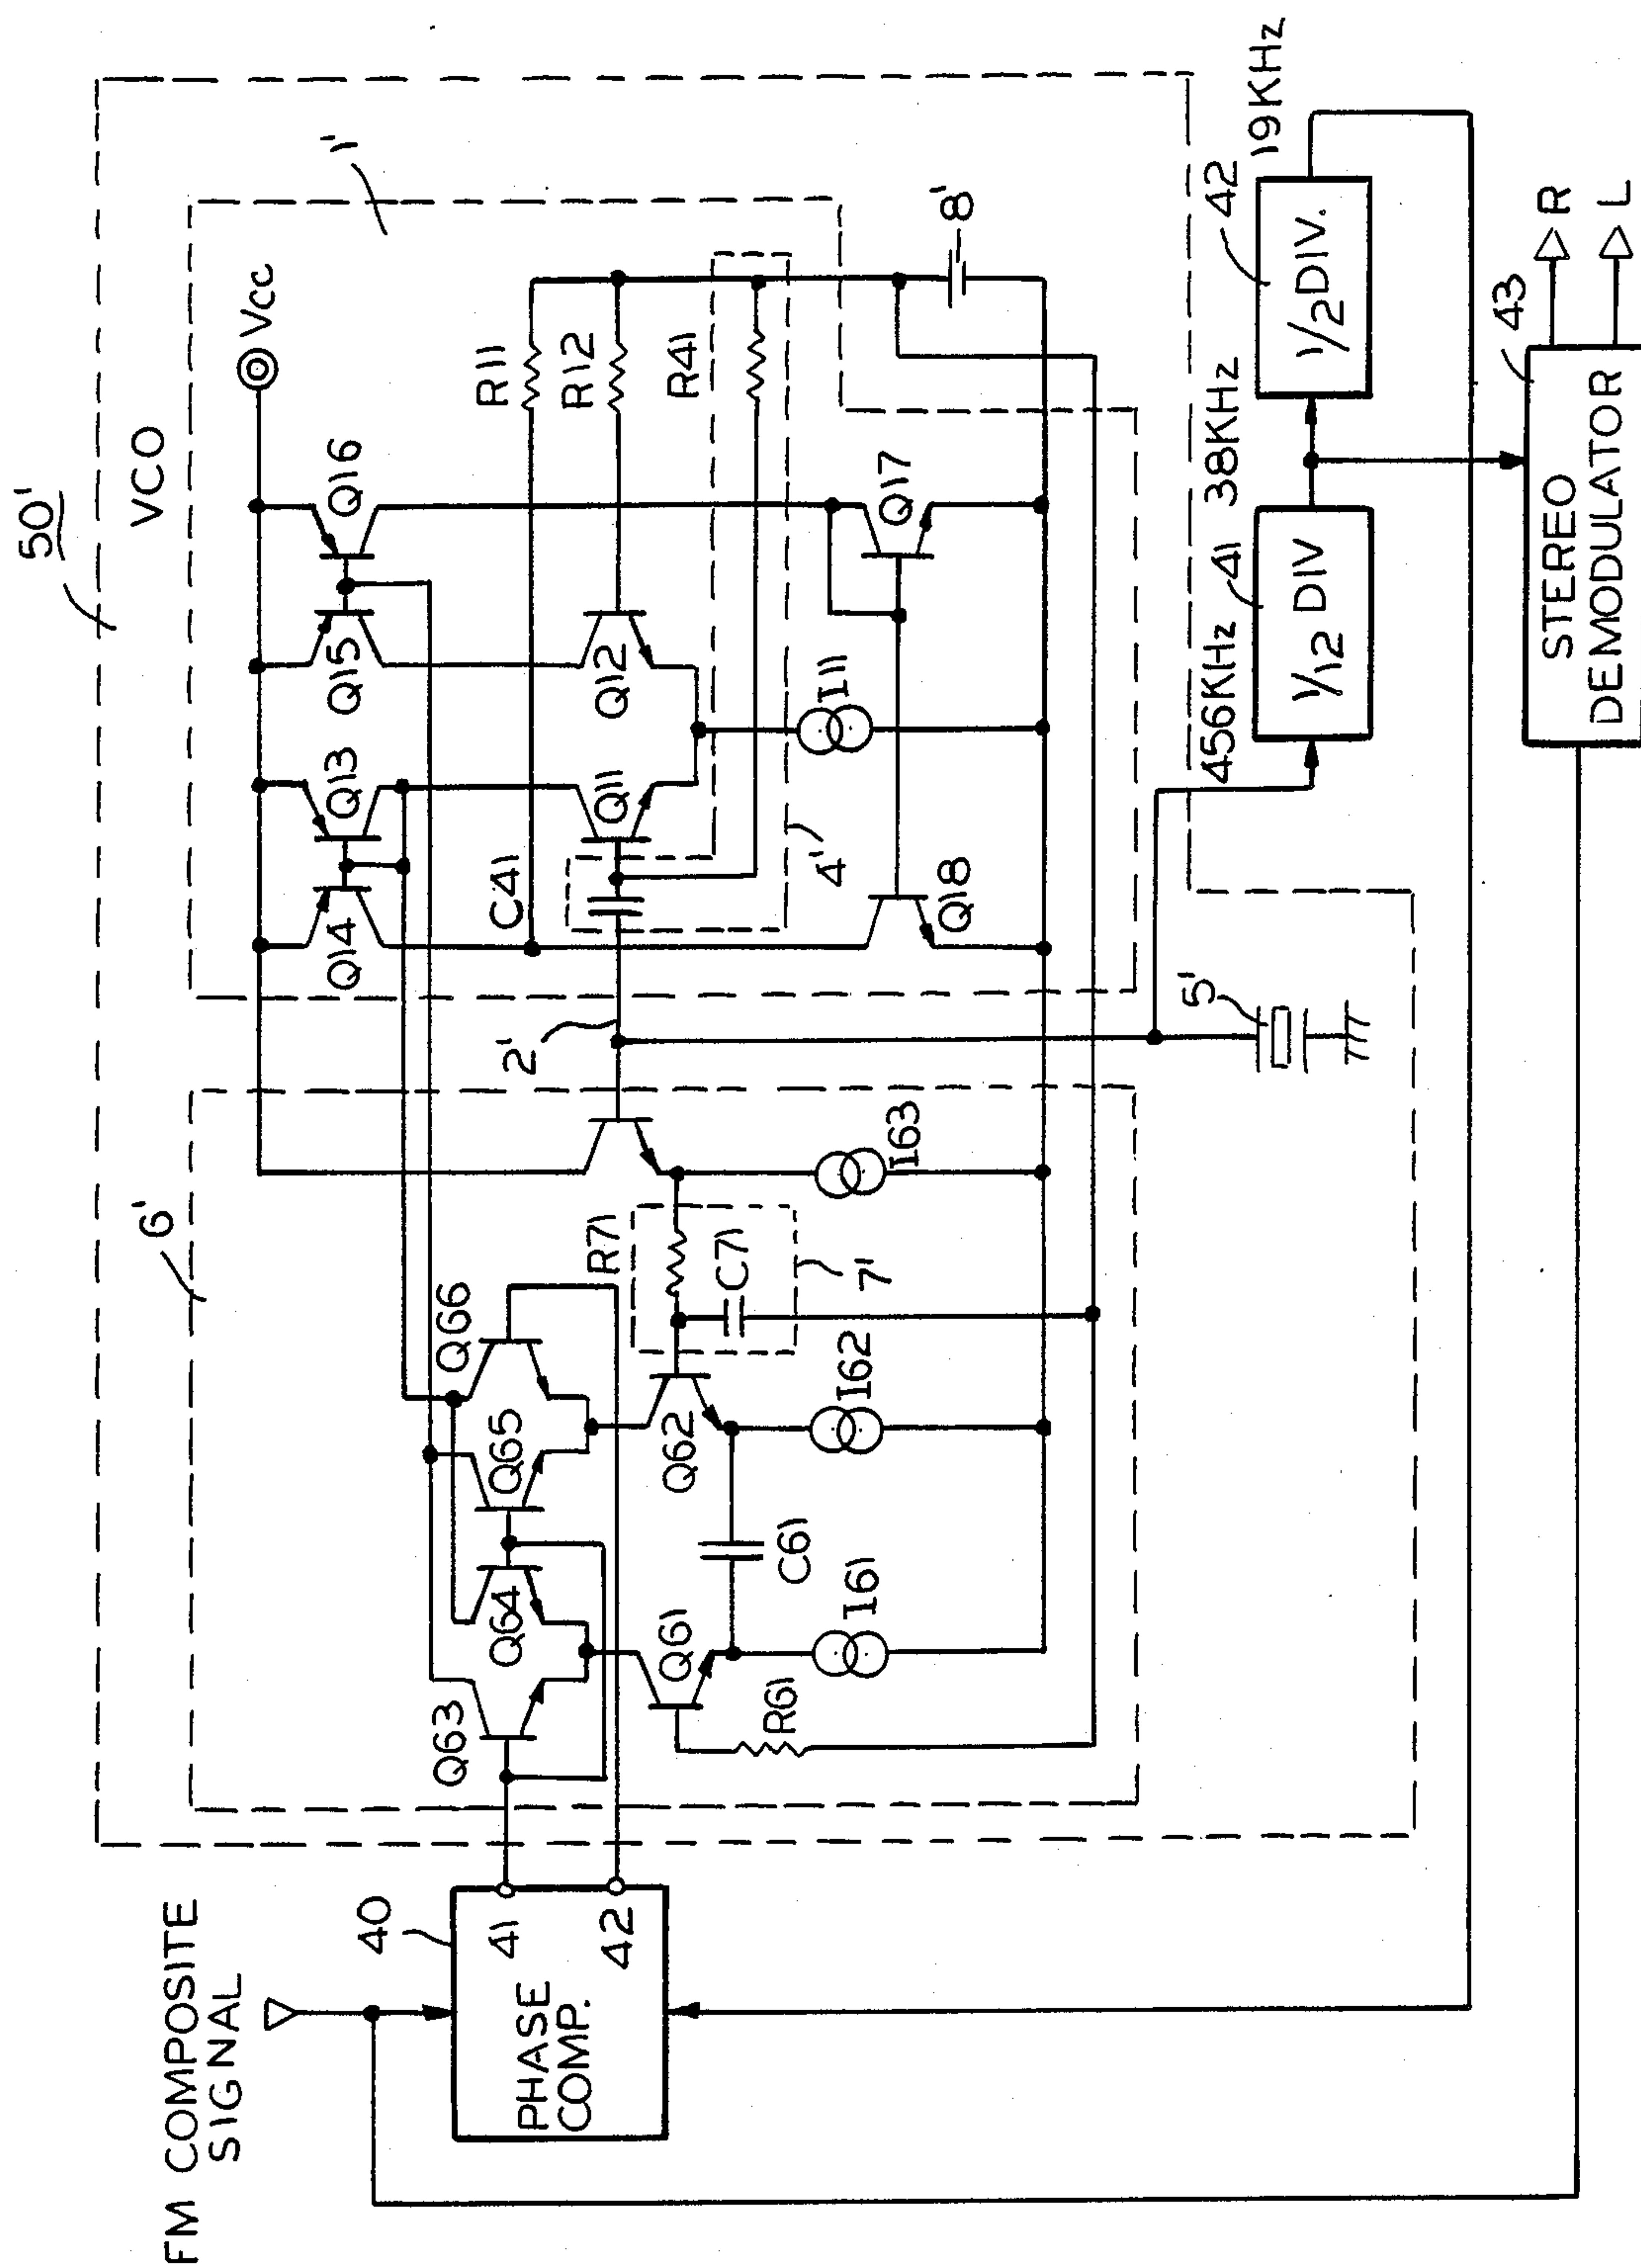 50'
VCO
1'
Vcc
Q14
Q13
Q15
Q16
R11
R12
R41
C41
Q11
Q12
4'
I11
Q18
Q17
8'
2'
5'
6'
Q63
Q64
Q65
Q66
R71
C71
7'
Q61
Q62
C61
R61
I61
I62
I63
FM COMPOSITE
SIGNAL
40
41
42
PHASE
COMP.
456KHz
41
1/12 DIV
38KHz
42
1/2 DIV.
19KHz
43
STEREO
DEMODULATOR
R
L